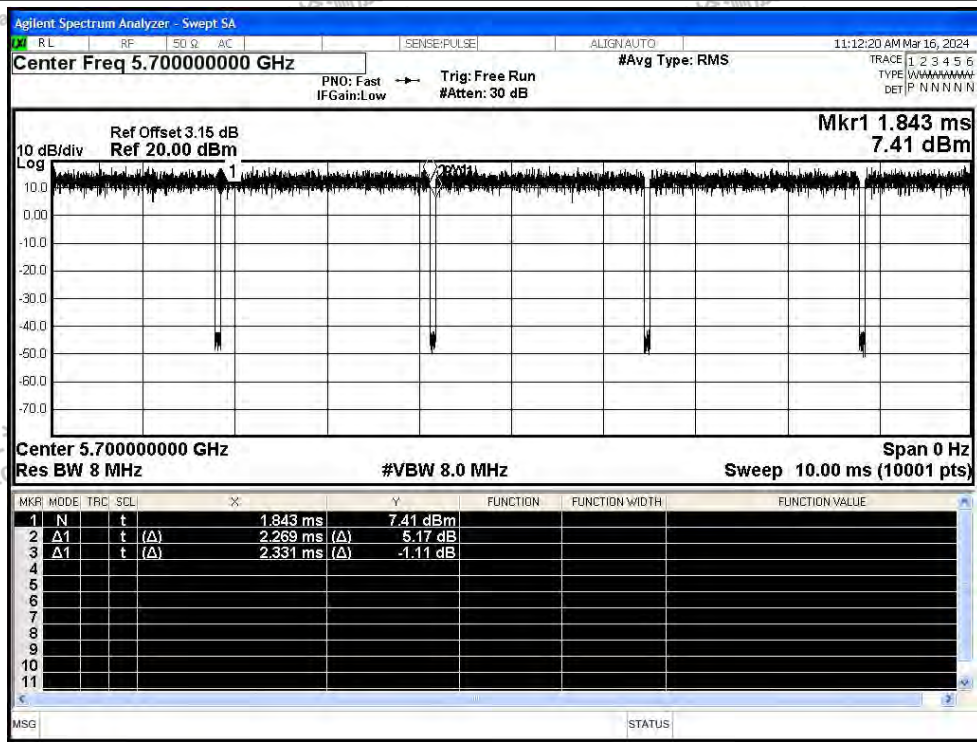 Agilent Spectrum Analyzer - Swept SA
RL RF 50 Ω AC SENSE:PULSE ALIGNAUTO 11:12:20 AM Mar 16, 2024
Center Freq 5.700000000 GHz #Avg Type: RMS TRACE 1 2 3 4 5 6
PNO: Fast Trig: Free Run TYPE
IFGain:Low #Atten: 30 dB DET P N N N N N
Mkr1 1.843 ms
Ref Offset 3.15 dB
10 dB/div Ref 20.00 dBm 7.41 dBm
Log
1
10.0
0.00
-10.0
-20.0
-30.0
-40.0
-50.0
-60.0
-70.0
Center 5.700000000 GHz Span 0 Hz
Res BW 8 MHz #VBW 8.0 MHz Sweep 10.00 ms (10001 pts)
MKR MODE TRC SCL X Y FUNCTION FUNCTION WIDTH FUNCTION VALUE
1 N t 1.843 ms 7.41 dBm
2 Δ1 t (Δ) 2.269 ms (Δ) 5.17 dB
3 Δ1 t (Δ) 2.331 ms (Δ) -1.11 dB
4
5
6
7
8
9
10
11
MSG STATUS